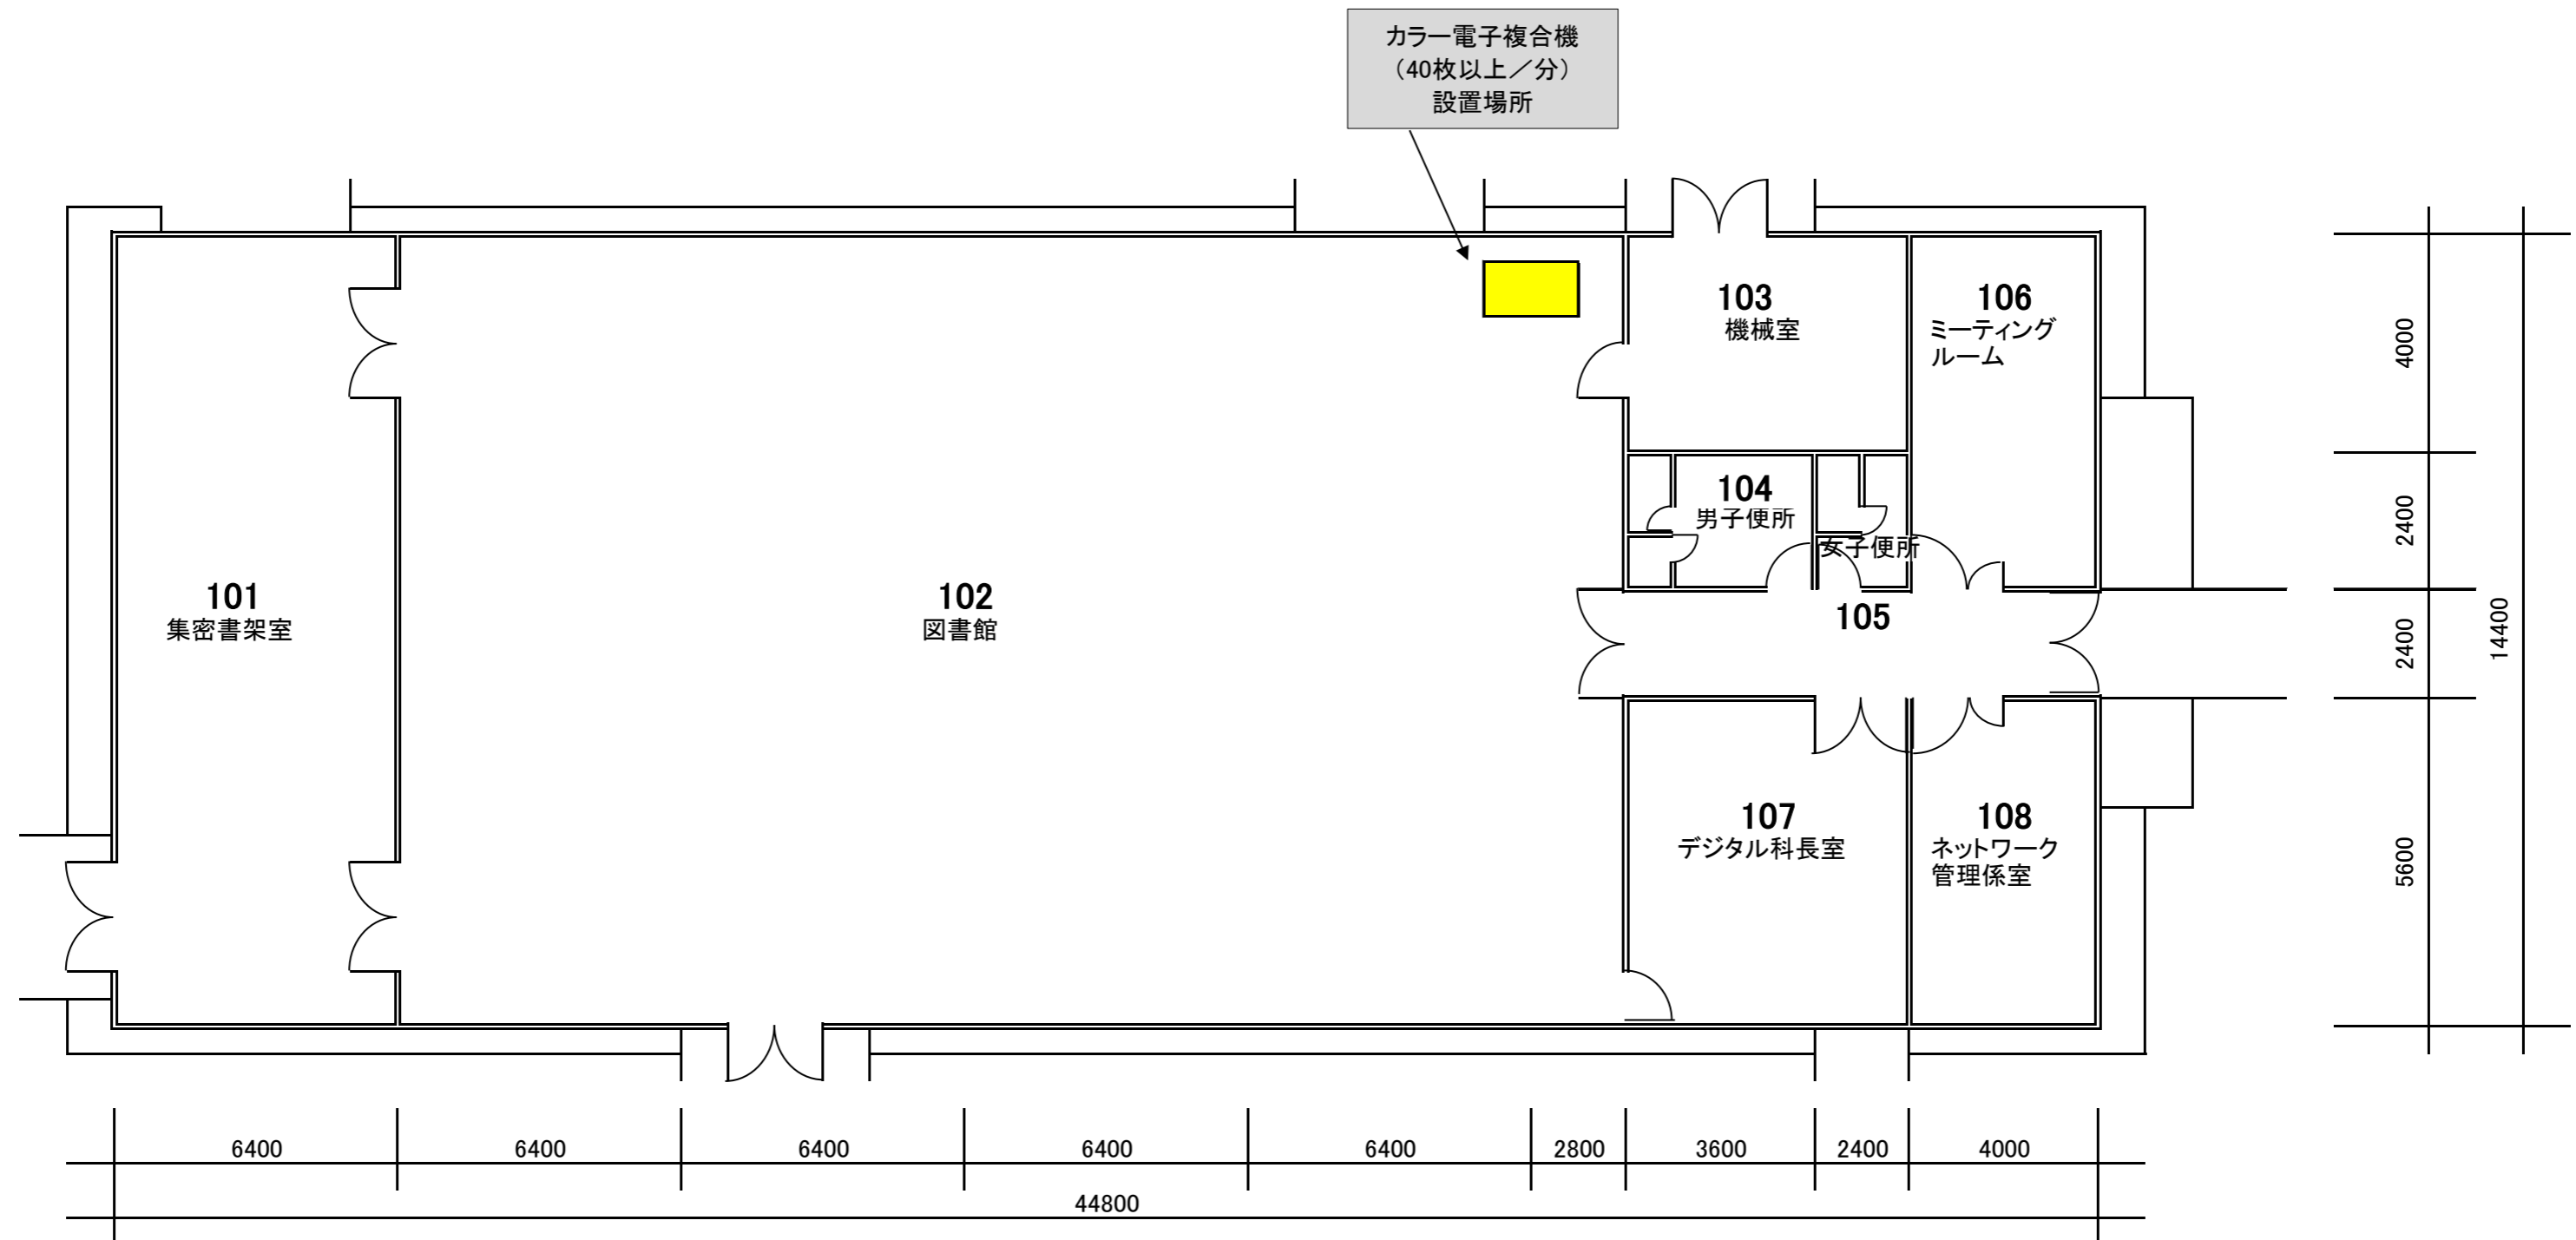 カラー電子複合機
（40枚以上／分）
設置場所
103
機械室
106
ミーティング
ルーム
104
男子便所
女子便所
101
集密書架室
102
図書館
105
107
デジタル科長室
108
ネットワーク
管理係室
4000
2400
2400
5600
14400
6400
6400
6400
6400
6400
2800
3600
2400
4000
44800